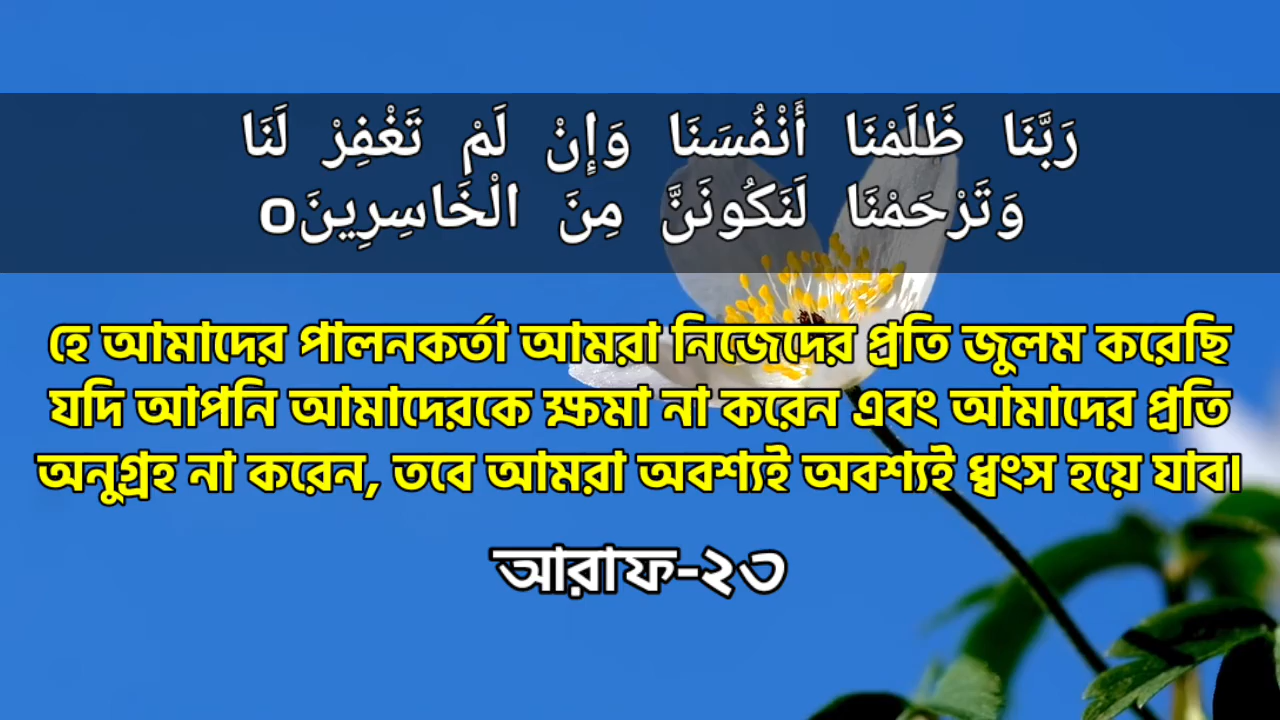 رَبَّنَا ظَلَمْنَا أَنْفُسَنَا وَإِنْ لَمْ تَغْفِرْ لَنَا
وَتَرْحَمْنَا لَنَكُونَنَّ مِنَ الْخَاسِرِينَo
হে আমাদের পালনকর্তা আমরা নিজেদের প্রতি জুলম করেছি
যদি আপনি আমাদেরকে ক্ষমা না করেন এবং আমাদের প্রতি
অনুগ্রহ না করেন, তবে আমরা অবশ্যই অবশ্যই ধ্বংস হয়ে যাব।
আরাফ-২৩